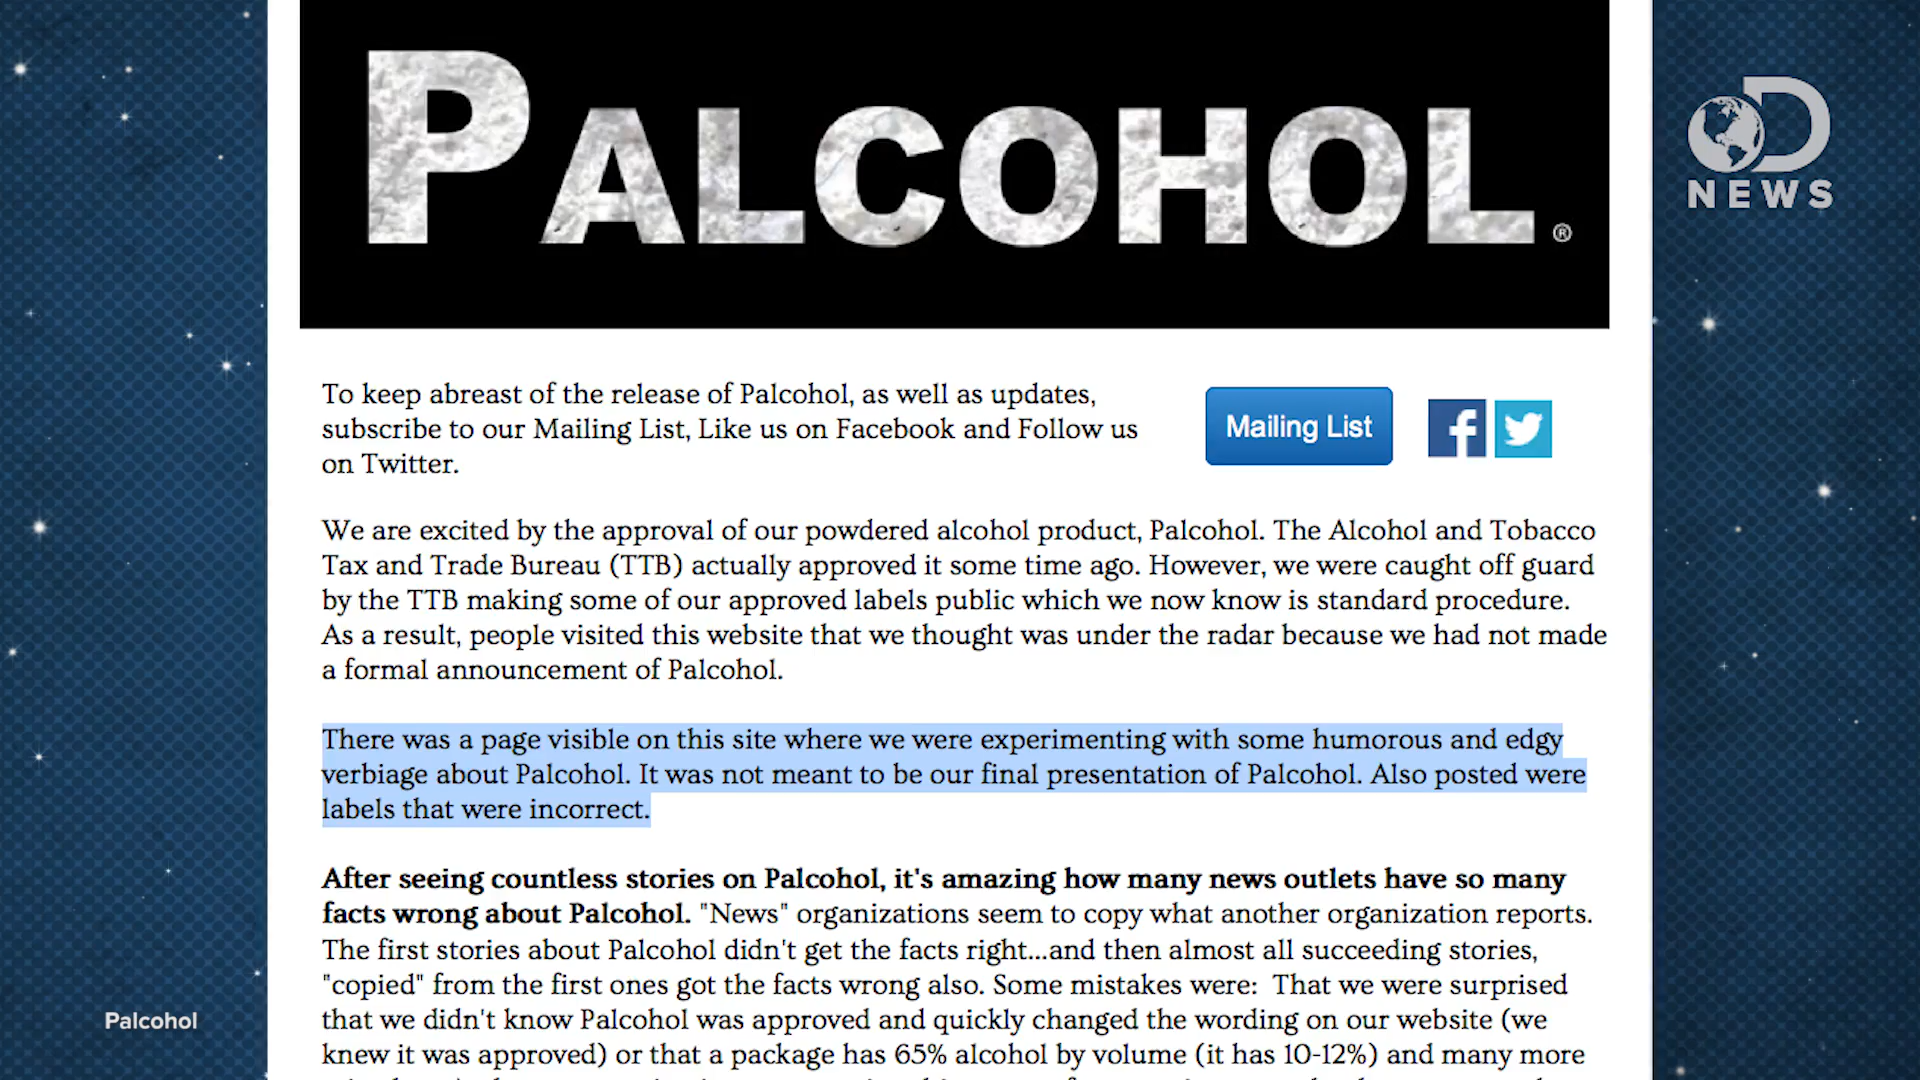 PALCOHOL®
D
NEWS
To keep abreast of the release of Palcohol, as well as updates,
subscribe to our Mailing List, Like us on Facebook and Follow us
on Twitter.
Mailing List
f
We are excited by the approval of our powdered alcohol product, Palcohol. The Alcohol and Tobacco
Tax and Trade Bureau (TTB) actually approved it some time ago. However, we were caught off guard
by the TTB making some of our approved labels public which we now know is standard procedure.
As a result, people visited this website that we thought was under the radar because we had not made
a formal announcement of Palcohol.
There was a page visible on this site where we were experimenting with some humorous and edgy
verbiage about Palcohol. It was not meant to be our final presentation of Palcohol. Also posted were
labels that were incorrect.
After seeing countless stories on Palcohol, it's amazing how many news outlets have so many
facts wrong about Palcohol. "News" organizations seem to copy what another organization reports.
The first stories about Palcohol didn't get the facts right...and then almost all succeeding stories,
"copied" from the first ones got the facts wrong also. Some mistakes were:  That we were surprised
that we didn't know Palcohol was approved and quickly changed the wording on our website (we
knew it was approved) or that a package has 65% alcohol by volume (it has 10-12%) and many more
Palcohol